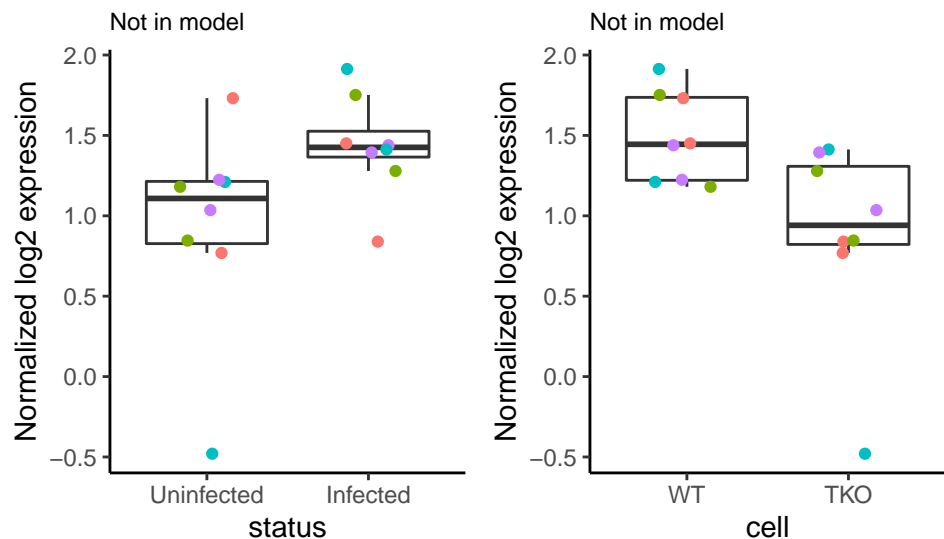 Not in model
Normalized log2 expression
2.0
1.5
1.0
0.5
0.0
−0.5
Uninfected Infected
status
Not in model
Normalized log2 expression
2.0
1.5
1.0
0.5
0.0
−0.5
WT TKO
cell